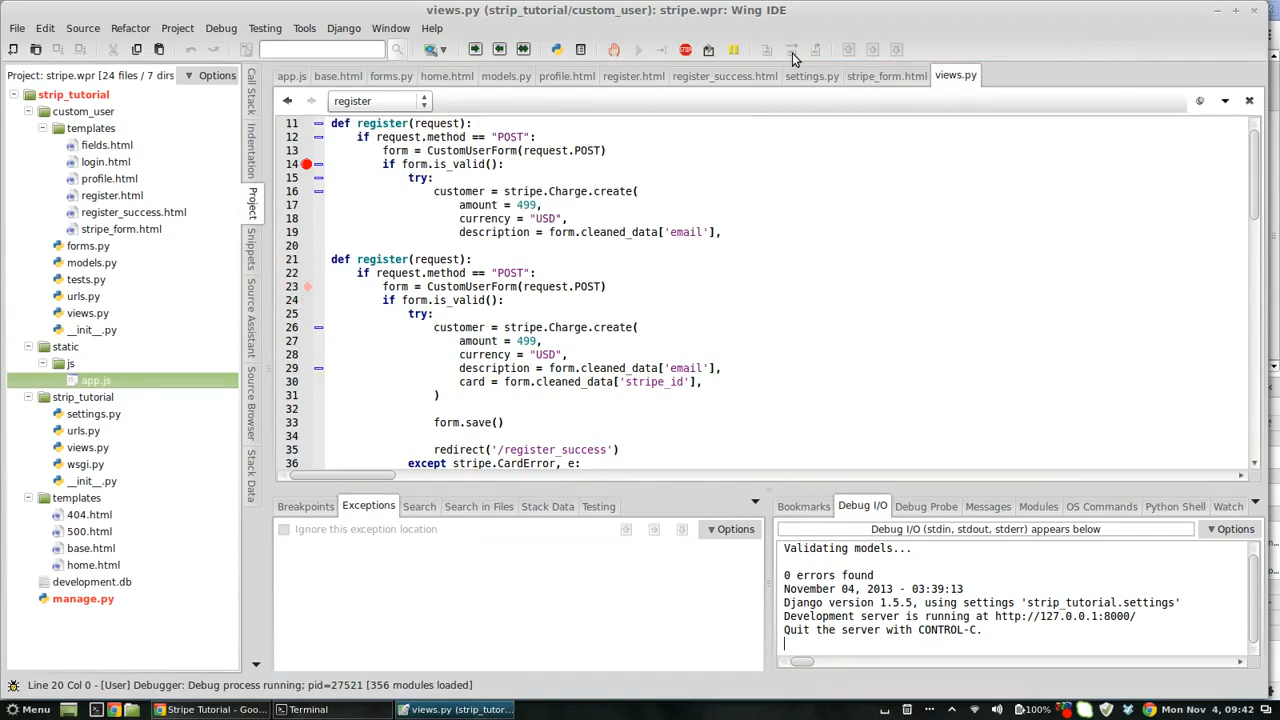 views.py (strip_tutorial/custom_user): stripe.wpr: Wing IDE
File Edit Source Refactor Project Debug Testing Tools Django Window Help
Project: stripe.wpr [24 files / 7 dirs
Options
strip_tutorial
custom_user
templates
fields.html
login.html
profile.html
register.html
register_success.html
stripe_form.html
forms.py
models.py
tests.py
urls.py
views.py
__init__.py
static
js
app.js
strip_tutorial
settings.py
urls.py
views.py
wsgi.py
__init__.py
templates
404.html
500.html
base.html
home.html
development.db
manage.py
Call Stack
Indentation
Project
Snippets
Source Assistant
Source Browser
Stack Data
app.js base.html forms.py home.html models.py profile.html register.html register_success.html settings.py stripe_form.html views.py
register
11 def register(request):
12 if request.method == "POST":
13 form = CustomUserForm(request.POST)
14 if form.is_valid():
15 try:
16 customer = stripe.Charge.create(
17 amount = 499,
18 currency = "USD",
19 description = form.cleaned_data['email'],
20
21 def register(request):
22 if request.method == "POST":
23 form = CustomUserForm(request.POST)
24 if form.is_valid():
25 try:
26 customer = stripe.Charge.create(
27 amount = 499,
28 currency = "USD",
29 description = form.cleaned_data['email'],
30 card = form.cleaned_data['stripe_id'],
31 )
32
33 form.save()
34
35 redirect('/register_success')
36 except stripe.CardError, e:
Breakpoints Exceptions Search Search in Files Stack Data Testing
Ignore this exception location
Options
Bookmarks Debug I/O Debug Probe Messages Modules OS Commands Python Shell Watch
Debug I/O (stdin, stdout, stderr) appears below
Options
Validating models...
0 errors found
November 04, 2013 - 03:39:13
Django version 1.5.5, using settings 'strip_tutorial.settings'
Development server is running at http://127.0.0.1:8000/
Quit the server with CONTROL-C.
Line 20 Col 0 - [User] Debugger: Debug process running; pid=27521 [356 modules loaded]
Menu
Stripe Tutorial - Goo...
Terminal
views.py (strip_tutor...
100%
Mon Nov 4, 09:42